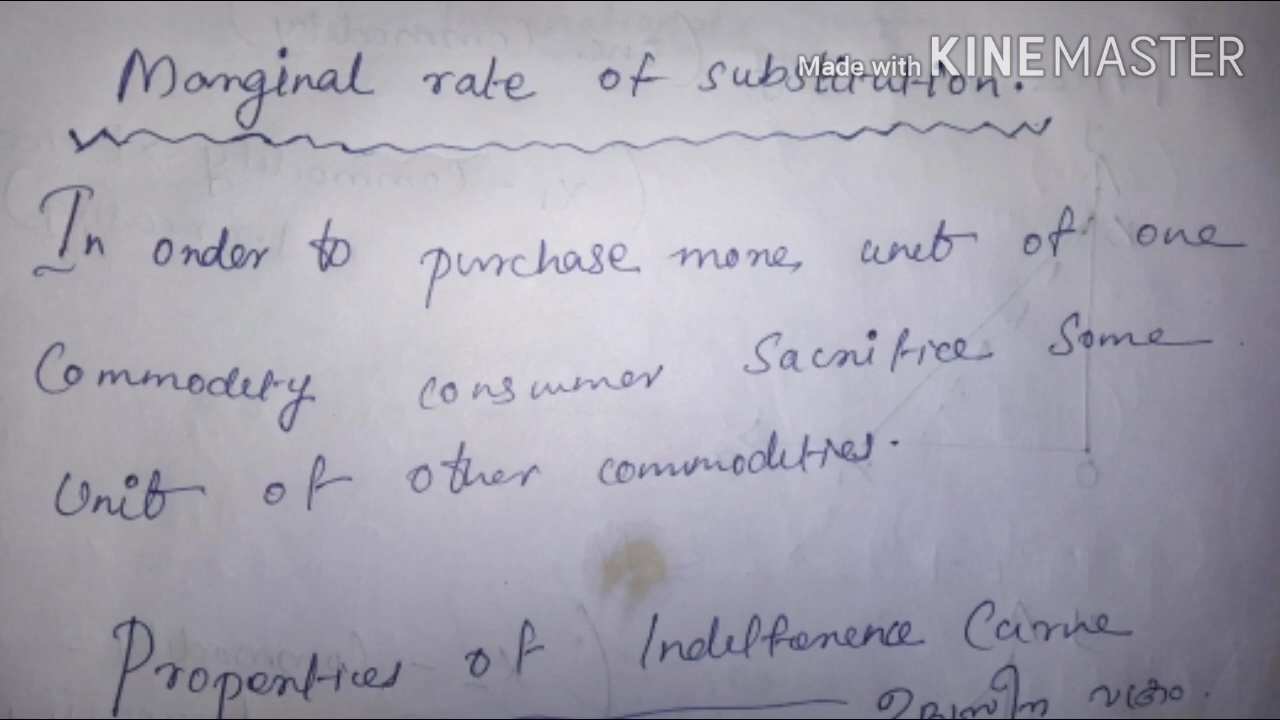 Made with KINEMASTER
Marginal rate of substitution.
In order to purchase more unit of one
Commodity consumer Sacrifice Some
Unit of other commodities.
Properties of Indifference Curve
വക്രം.